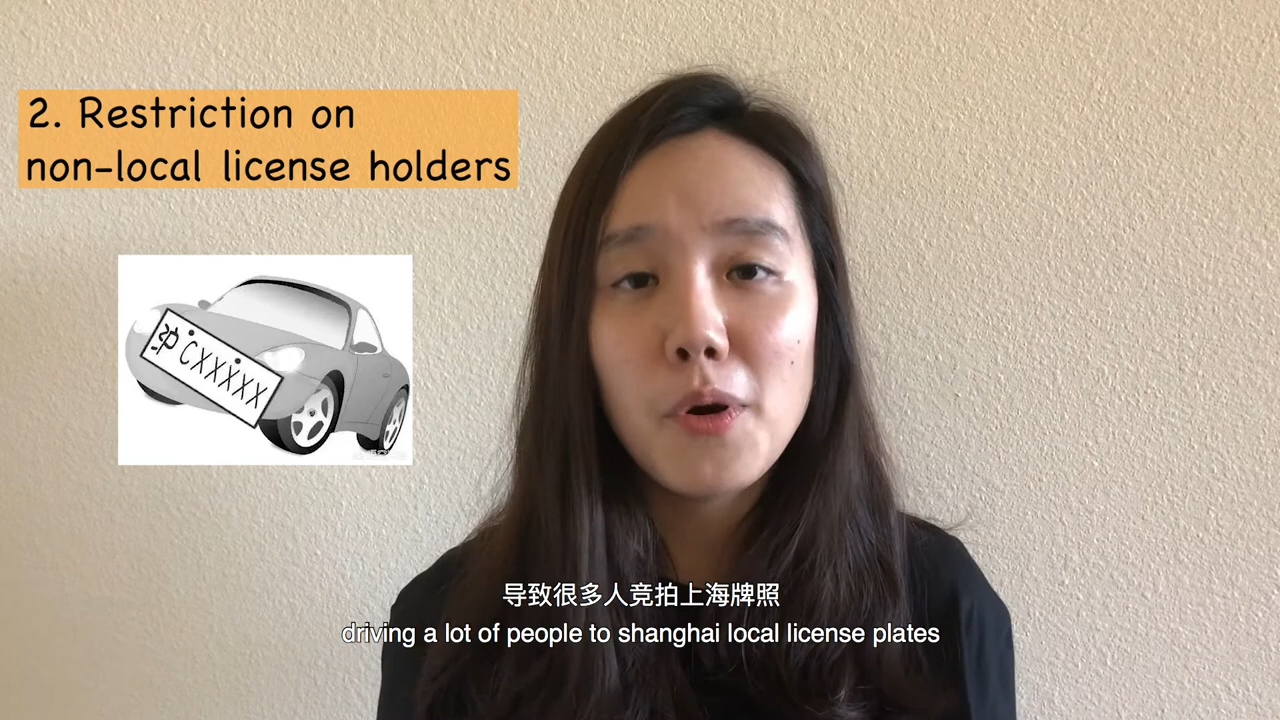 2. Restriction on
non-local license holders
沪CXXXXX
导致很多人竞拍上海牌照
driving a lot of people to shanghai local license plates